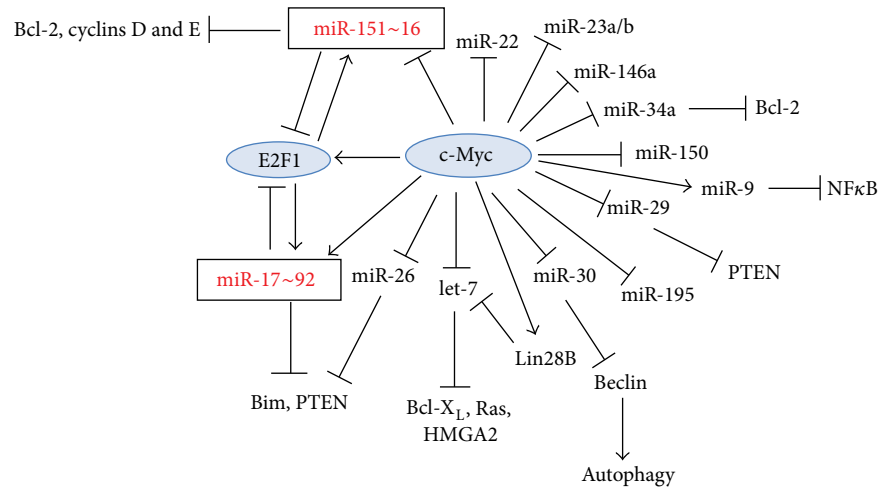 Bcl-2, cyclins D and E
miR-151~16
miR-22
miR-23a/b
miR-146a
miR-34a
Bcl-2
E2F1
c-Myc
miR-150
miR-9
NFκB
miR-29
miR-17~92
miR-26
let-7
miR-30
miR-195
PTEN
Lin28B
Beclin
Bim, PTEN
Bcl-X_L, Ras,
HMGA2
Autophagy